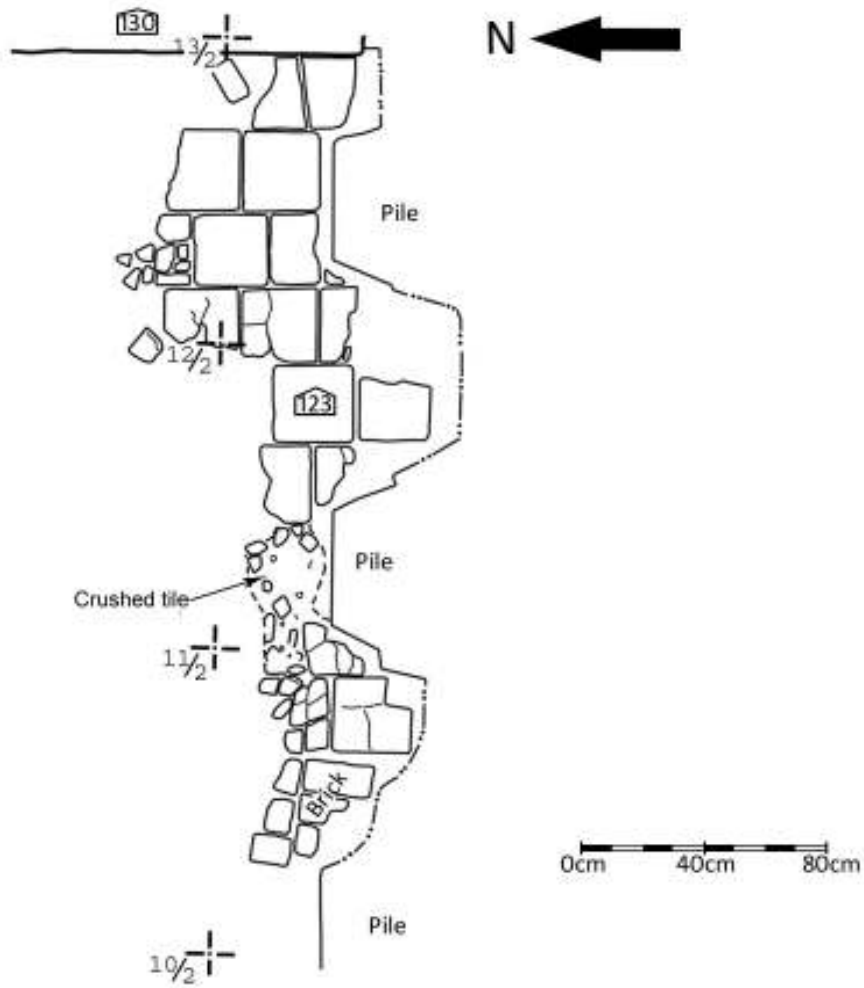 130
13/2
N
Pile
12/2
123
Pile
Crushed tile
11/2
Brick
0cm 40cm 80cm
Pile
10/2